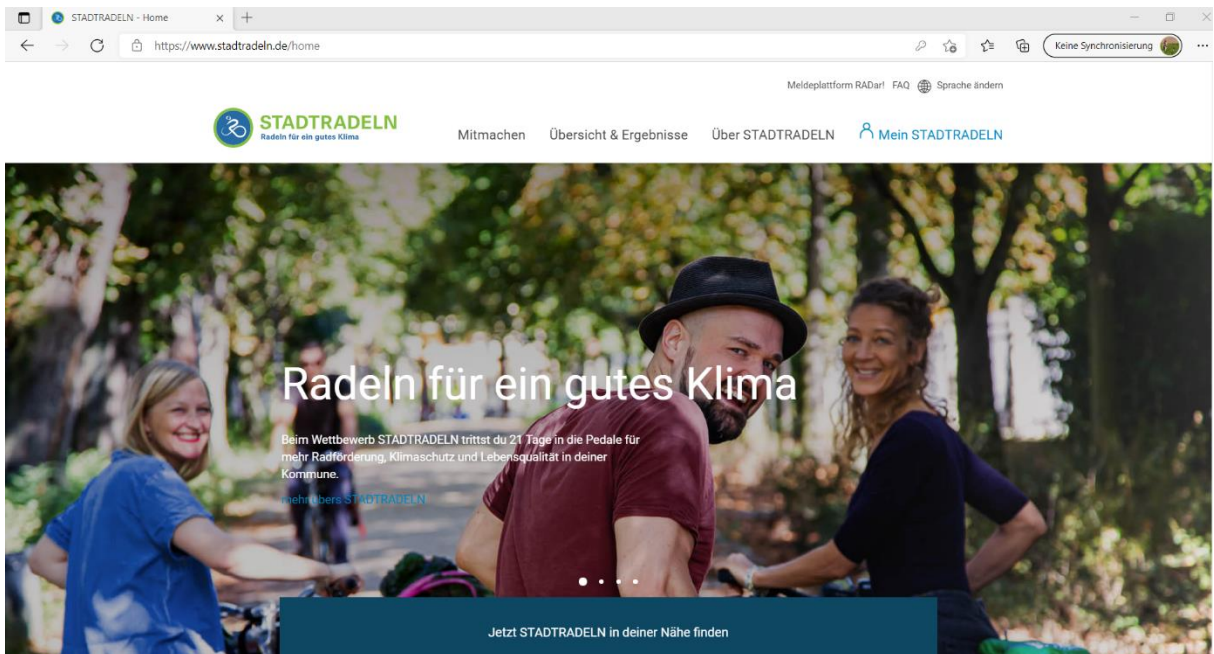 STADTRADELN - Home
https://www.stadtradeln.de/home
Keine Synchronisierung
Meldeplattform RADar! FAQ Sprache ändern
STADTRADELN
Radeln für ein gutes Klima
Mitmachen Übersicht & Ergebnisse Über STADTRADELN Mein STADTRADELN
Radeln für ein gutes Klima
Beim Wettbewerb STADTRADELN trittst du 21 Tage in die Pedale für
mehr Radförderung, Klimaschutz und Lebensqualität in deiner
Kommune.
mehr übers STADTRADELN
Jetzt STADTRADELN in deiner Nähe finden